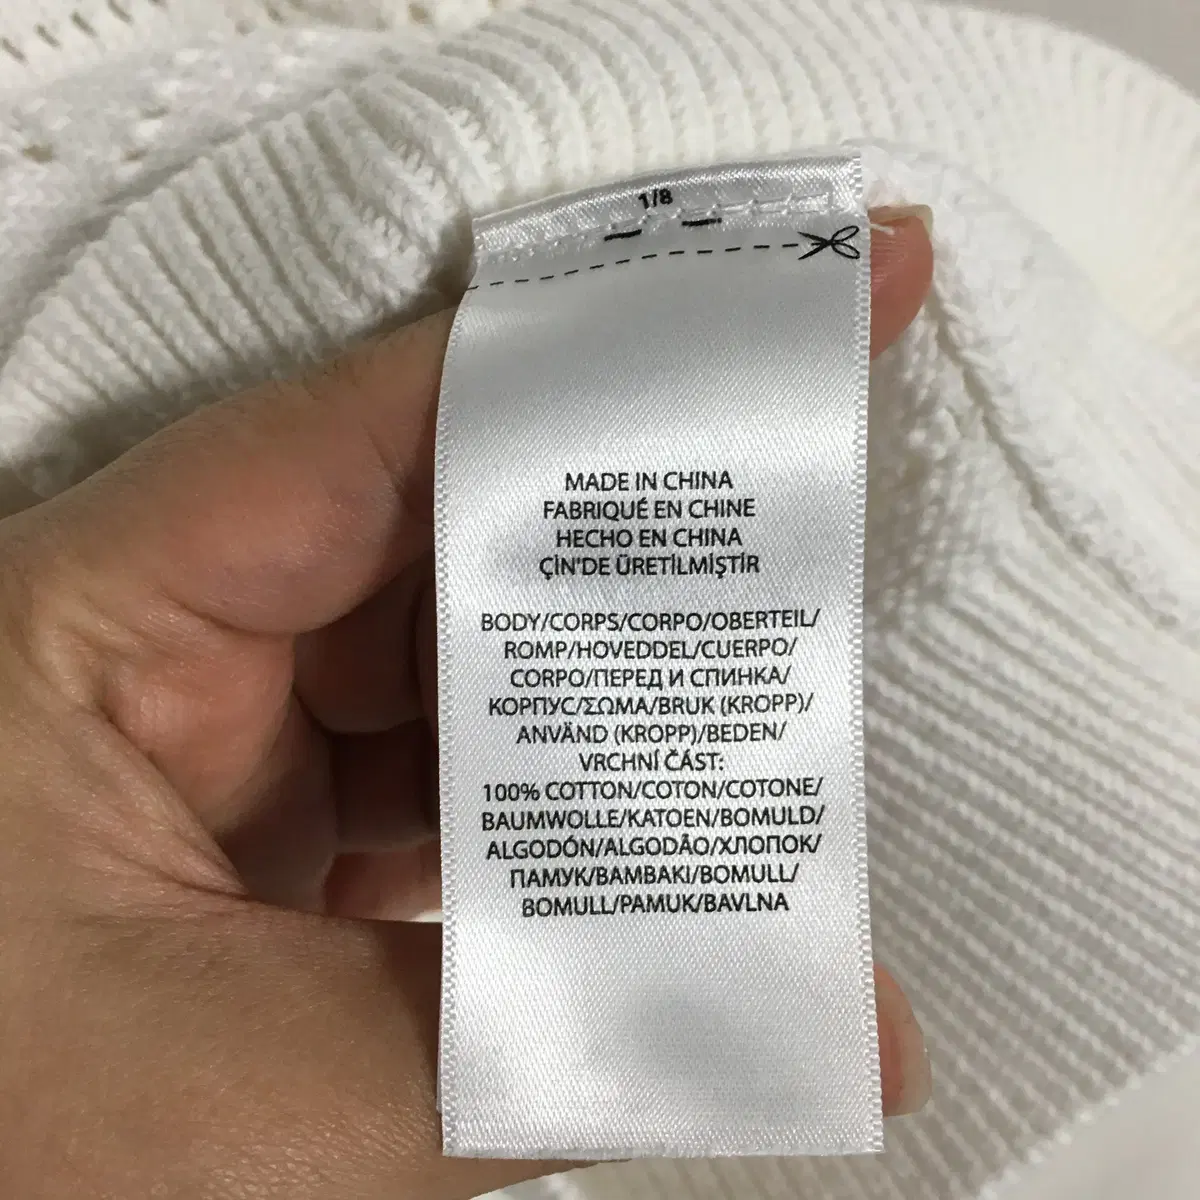 1/8
MADE IN CHINA
FABRIQUÉ EN CHINE
HECHO EN CHINA
ÇİN'DE ÜRETİLMİŞTİR
BODY/CORPS/CORPO/OBERTEIL/
ROMP/HOVEDDEL/CUERPO/
CORPO/ПЕРЕД И СПИНКА/
КОРПУС/ΣΩΜΑ/BRUK (KROPP)/
ANVÄND (KROPP)/BEDEN/
VRCHNÍ ČÁST:
100% COTTON/COTON/COTONE/
BAUMWOLLE/KATOEN/BOMULD/
ALGODÓN/ALGODÃO/ХЛОПОК/
ПАМУК/ΒΑΜΒΑΚΙ/BOMULL/
BOMULL/PAMUK/BAVLNA